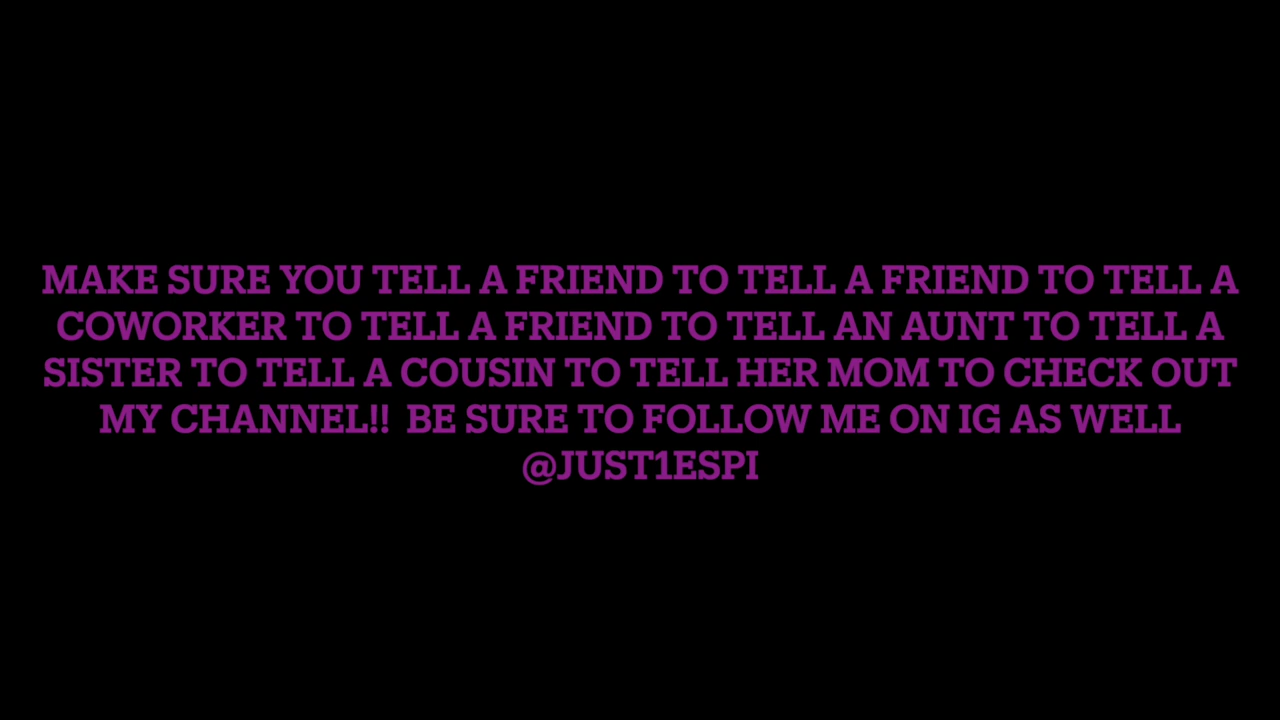 MAKE SURE YOU TELL A FRIEND TO TELL A FRIEND TO TELL A
COWORKER TO TELL A FRIEND TO TELL AN AUNT TO TELL A
SISTER TO TELL A COUSIN TO TELL HER MOM TO CHECK OUT
MY CHANNEL!!  BE SURE TO FOLLOW ME ON IG AS WELL
@JUST1ESPI